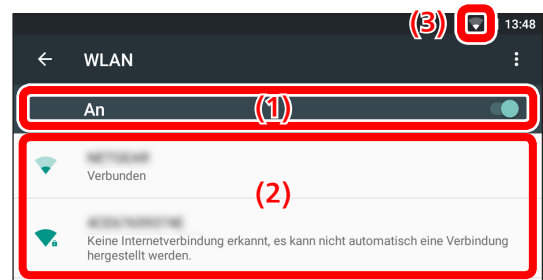 (3)
13:48
WLAN
An
(1)
Verbunden
(2)
Keine Internetverbindung erkannt, es kann nicht automatisch eine Verbindung
hergestellt werden.